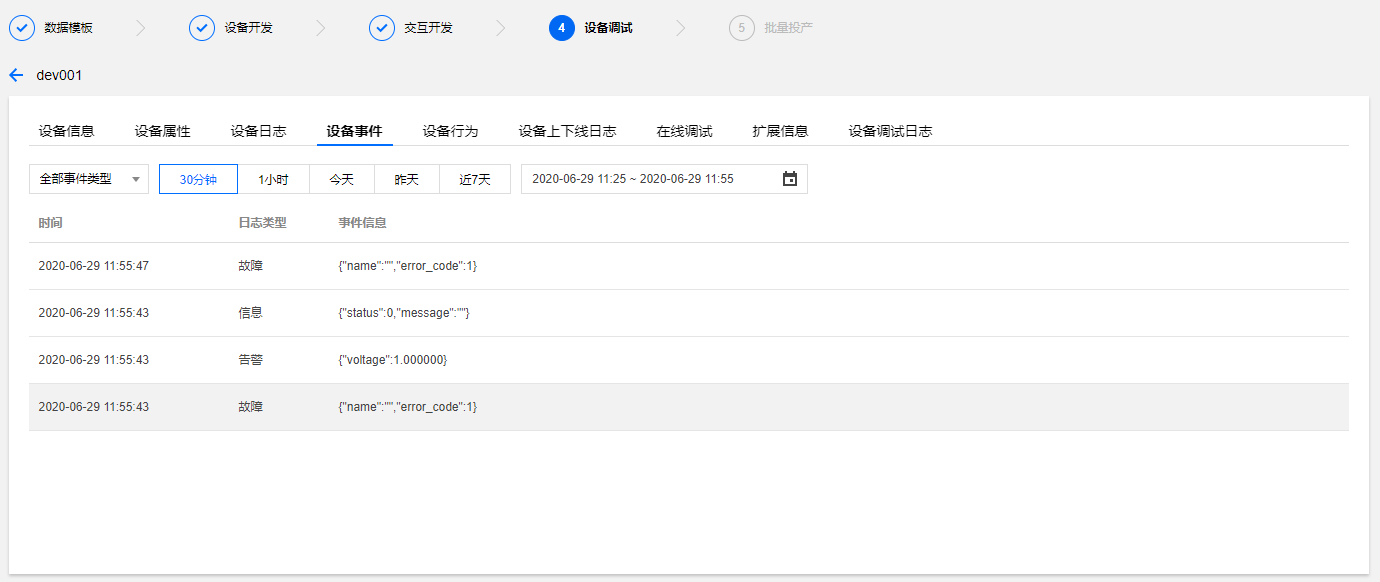 数据模板 设备开发 交互开发 4 设备调试 5 批量投产
dev001
设备信息 设备属性 设备日志 设备事件 设备行为 设备上下线日志 在线调试 扩展信息 设备调试日志
全部事件类型 30分钟 1小时 今天 昨天 近7天 2020-06-29 11:25 ~ 2020-06-29 11:55
时间 日志类型 事件信息
2020-06-29 11:55:47 故障 {"name":"","error_code":1}
2020-06-29 11:55:43 信息 {"status":0,"message":""}
2020-06-29 11:55:43 告警 {"voltage":1.000000}
2020-06-29 11:55:43 故障 {"name":"","error_code":1}